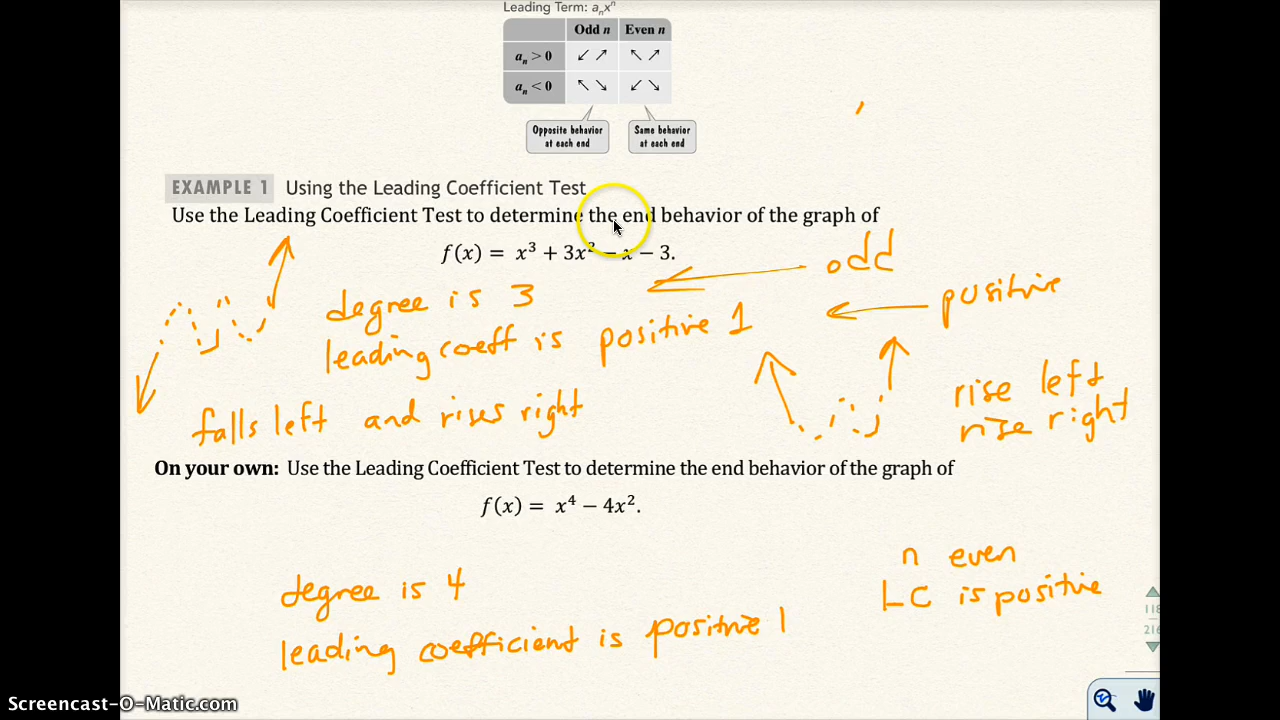 Leading Term: aₙxⁿ
Odd n Even n
aₙ > 0 ↙ ↗ ↖ ↗
aₙ < 0 ↖ ↘ ↙ ↘
Opposite behavior
at each end
Same behavior
at each end
EXAMPLE 1 Using the Leading Coefficient Test
Use the Leading Coefficient Test to determine the end behavior of the graph of
f(x) = x³ + 3x² − x − 3.
odd
degree is 3
positive
leading coeff is positive 1
falls left and rises right
rise left
rise right
On your own: Use the Leading Coefficient Test to determine the end behavior of the graph of
f(x) = x⁴ − 4x².
n even
degree is 4
LC is positive
leading coefficient is positive 1
118
216
Screencast-O-Matic.com